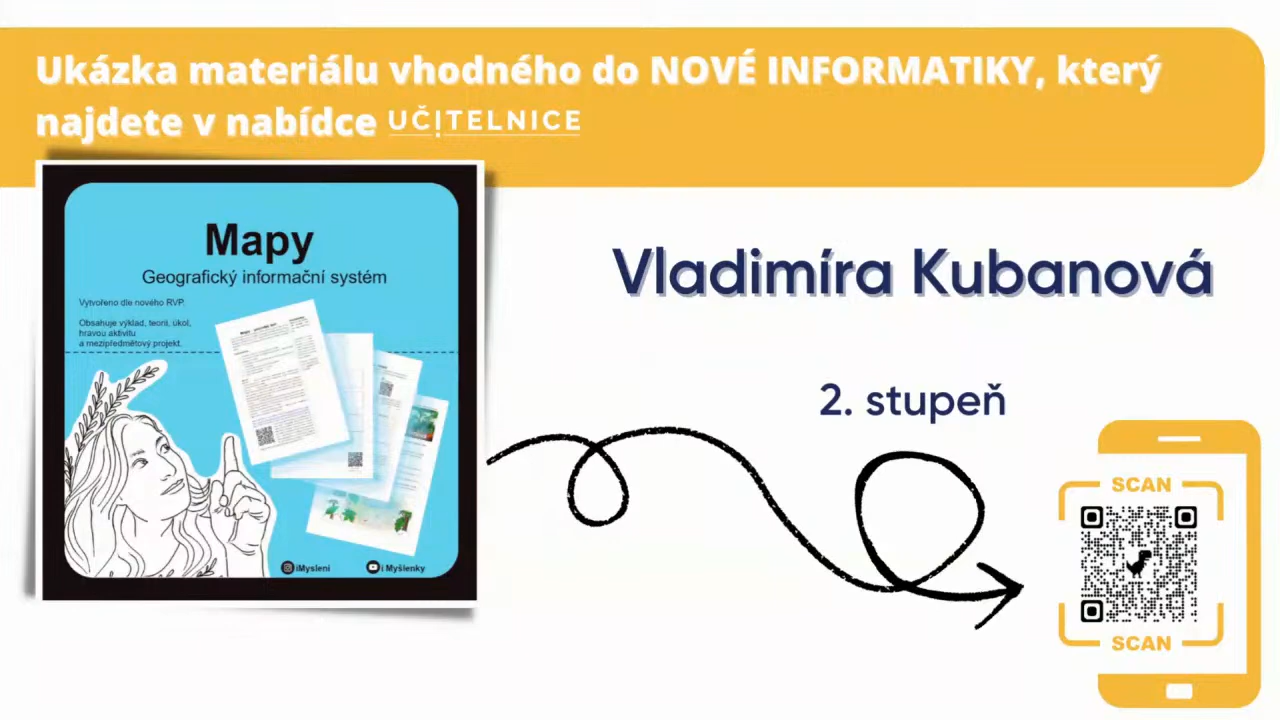 Ukázka materiálu vhodného do NOVÉ INFORMATIKY, který
najdete v nabídce UČITELNICE
Mapy
Geografický informační systém
Vytvořeno dle nového RVP.
Obsahuje výklad, teorii, úkol,
hravou aktivitu
a mezipředmětový projekt.
iMysleni
i Myšlenky
Vladimíra Kubanová
2. stupeň
SCAN
SCAN